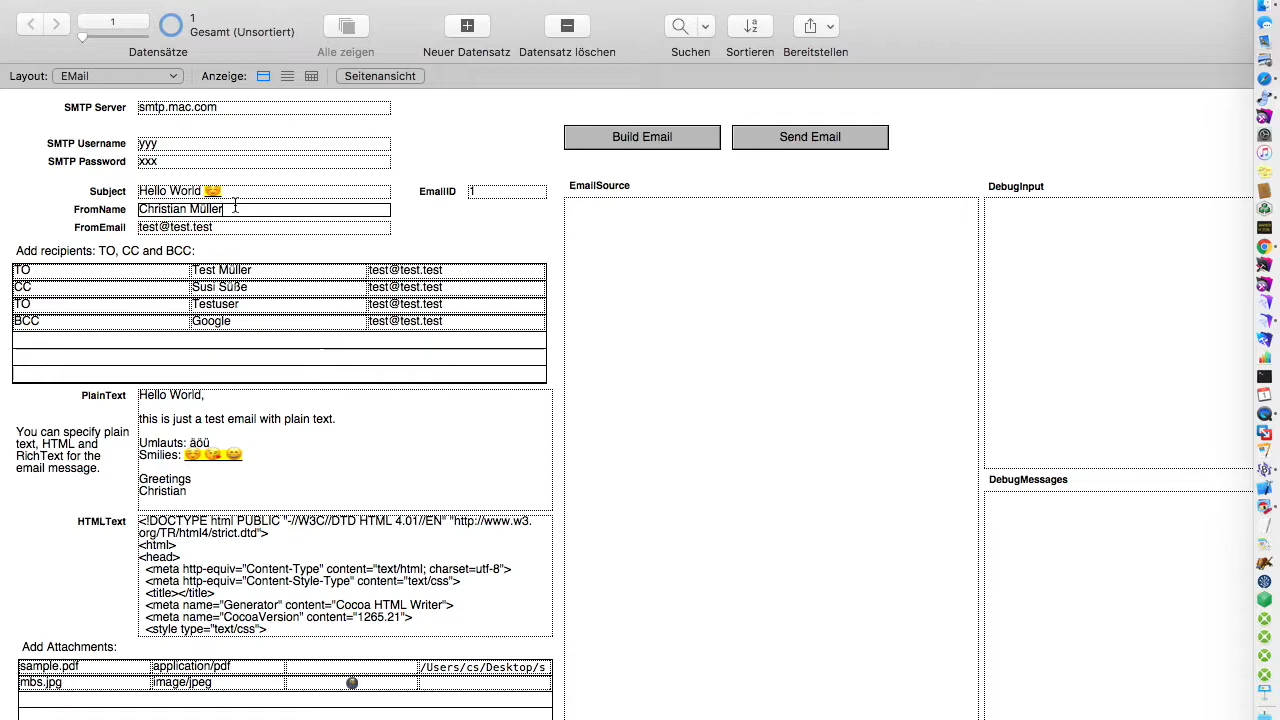 1
1
Gesamt (Unsortiert)
Datensätze
Alle zeigen
Neuer Datensatz
Datensatz löschen
Suchen
Sortieren
Bereitstellen
Layout:
EMail
Anzeige:
Seitenansicht
SMTP Server
smtp.mac.com
SMTP Username
yyy
SMTP Password
xxx
Build Email
Send Email
Subject
Hello World ☺️
EmailID
1
FromName
Christian Müller
FromEmail
test@test.test
EmailSource
DebugInput
Add recipients: TO, CC and BCC:
TO
Test Müller
test@test.test
CC
Susi Süße
test@test.test
TO
Testuser
test@test.test
BCC
Google
test@test.test
PlainText
Hello World,
this is just a test email with plain text.
Umlauts: äöü
Smilies: ☺️😘😄
Greetings
Christian
You can specify plain
text, HTML and
RichText for the
email message.
DebugMessages
HTMLText
<!DOCTYPE html PUBLIC "-//W3C//DTD HTML 4.01//EN" "http://www.w3.
org/TR/html4/strict.dtd">
<html>
<head>
<meta http-equiv="Content-Type" content="text/html; charset=utf-8">
<meta http-equiv="Content-Style-Type" content="text/css">
<title></title>
<meta name="Generator" content="Cocoa HTML Writer">
<meta name="CocoaVersion" content="1265.21">
<style type="text/css">
Add Attachments:
sample.pdf
application/pdf
/Users/cs/Desktop/s
mbs.jpg
image/jpeg